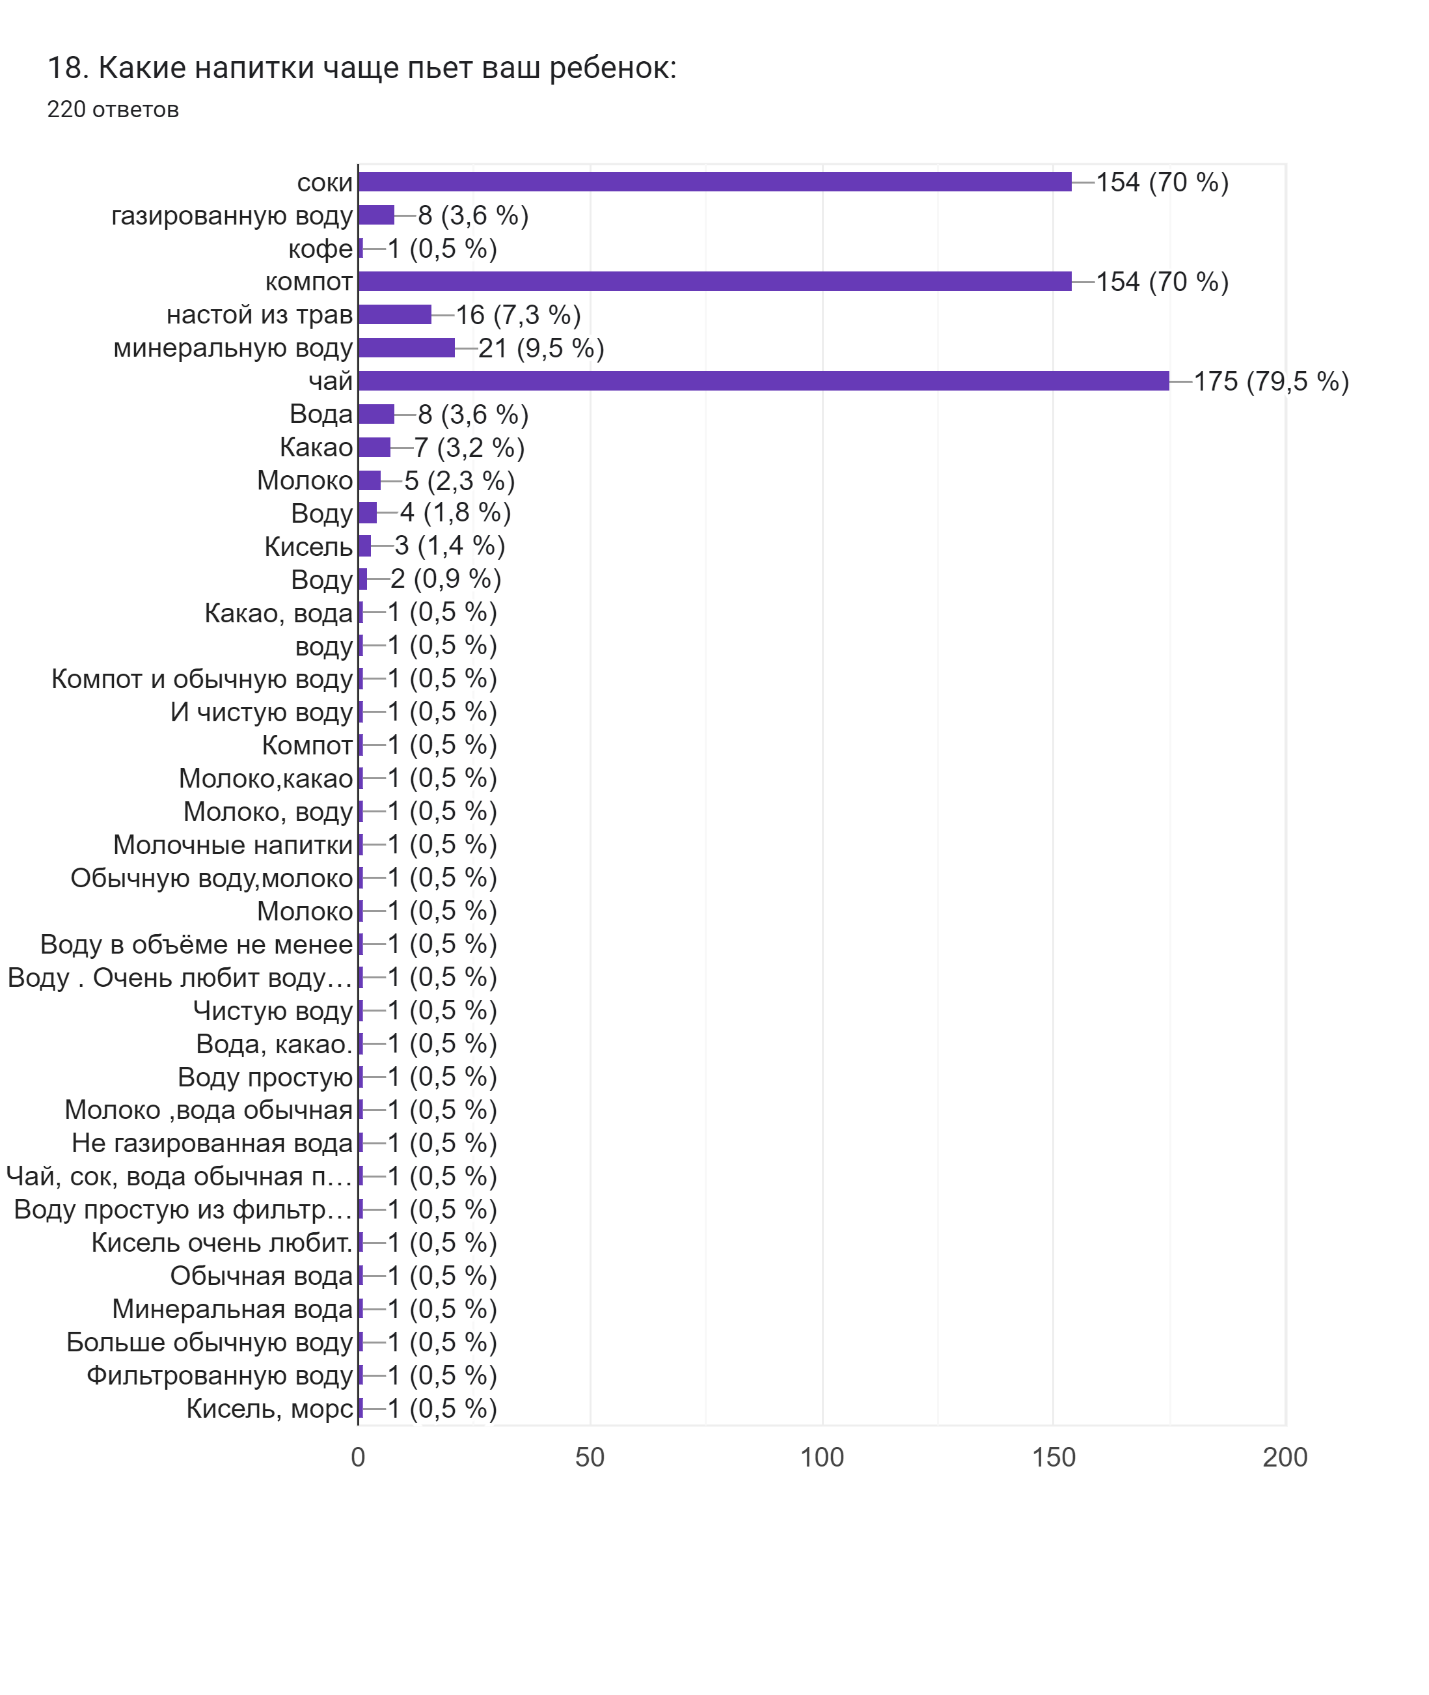 18. Какие напитки чаще пьет ваш ребенок:
220 ответов
соки 154 (70 %)
газированную воду 8 (3,6 %)
кофе 1 (0,5 %)
компот 154 (70 %)
настой из трав 16 (7,3 %)
минеральную воду 21 (9,5 %)
чай 175 (79,5 %)
Вода 8 (3,6 %)
Какао 7 (3,2 %)
Молоко 5 (2,3 %)
Воду 4 (1,8 %)
Кисель 3 (1,4 %)
Воду 2 (0,9 %)
Какао, вода 1 (0,5 %)
воду 1 (0,5 %)
Компот и обычную воду 1 (0,5 %)
И чистую воду 1 (0,5 %)
Компот 1 (0,5 %)
Молоко,какао 1 (0,5 %)
Молоко, воду 1 (0,5 %)
Молочные напитки 1 (0,5 %)
Обычную воду,молоко 1 (0,5 %)
Молоко 1 (0,5 %)
Воду в объёме не менее 1 (0,5 %)
Воду . Очень любит воду… 1 (0,5 %)
Чистую воду 1 (0,5 %)
Вода, какао. 1 (0,5 %)
Воду простую 1 (0,5 %)
Молоко ,вода обычная 1 (0,5 %)
Не газированная вода 1 (0,5 %)
Чай, сок, вода обычная п… 1 (0,5 %)
Воду простую из фильтр… 1 (0,5 %)
Кисель очень любит. 1 (0,5 %)
Обычная вода 1 (0,5 %)
Минеральная вода 1 (0,5 %)
Больше обычную воду 1 (0,5 %)
Фильтрованную воду 1 (0,5 %)
Кисель, морс 1 (0,5 %)
0 50 100 150 200